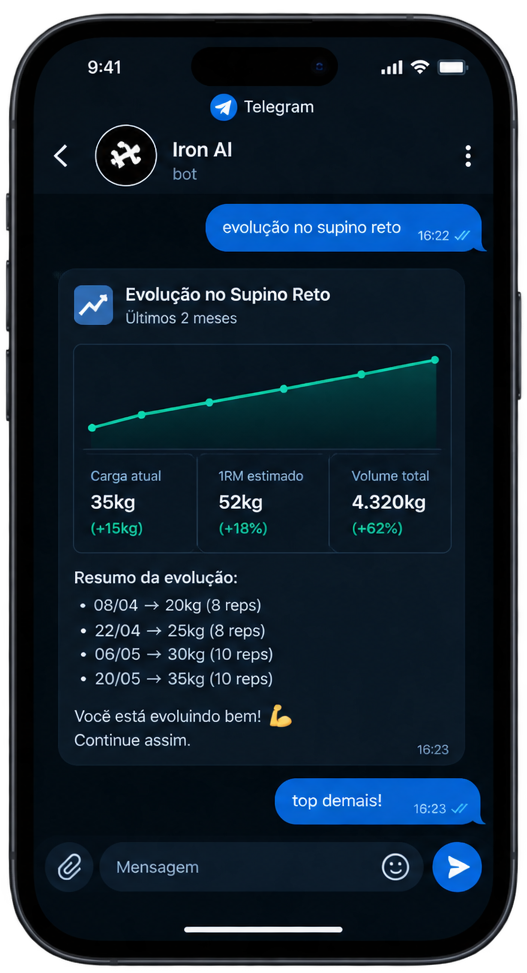 9:41
Telegram
Iron AI
bot
evolução no supino reto 16:22
Evolução no Supino Reto
Últimos 2 meses
Carga atual
35kg
(+15kg)
1RM estimado
52kg
(+18%)
Volume total
4.320kg
(+62%)
Resumo da evolução:
• 08/04 → 20kg (8 reps)
• 22/04 → 25kg (8 reps)
• 06/05 → 30kg (10 reps)
• 20/05 → 35kg (10 reps)
Você está evoluindo bem! 💪
Continue assim.
16:23
top demais! 16:23
Mensagem